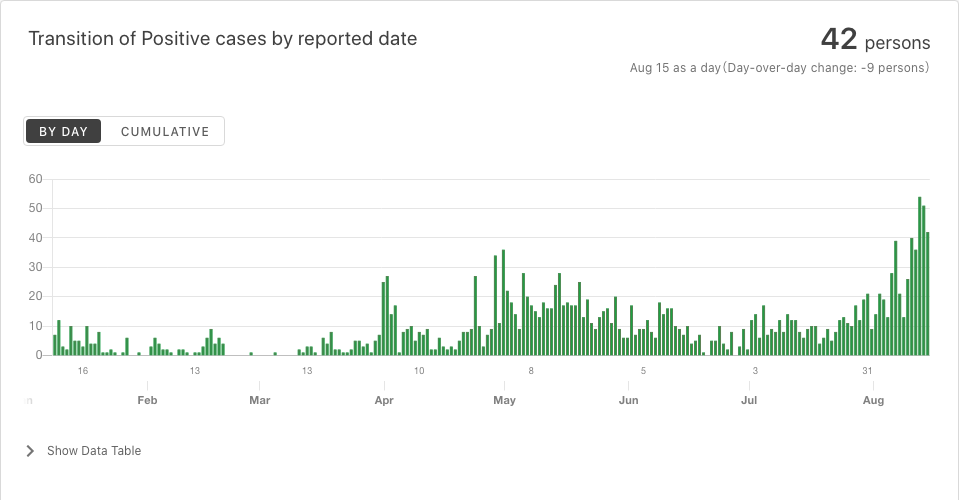 Transition of Positive cases by reported date
42 persons
Aug 15 as a day(Day-over-day change: -9 persons)
BY DAY
CUMULATIVE
60
50
40
30
20
10
0
16 13 13 10 8 5 3 31
Feb Mar Apr May Jun Jul Aug
Show Data Table